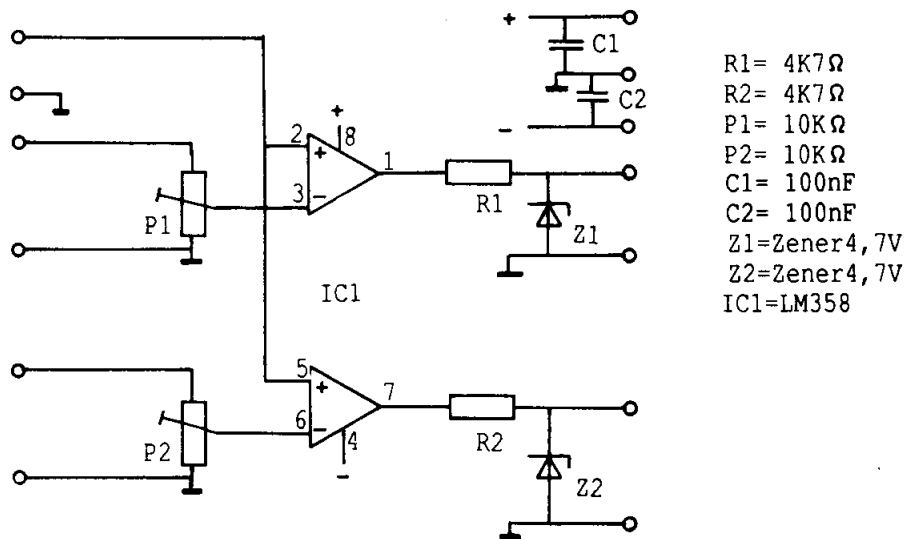 +
C1
C2
-
+
8
2
+
1
3
-
P1
R1
Z1
IC1
5
+
7
6
-
4
-
P2
R2
Z2
R1= 4K7Ω
R2= 4K7Ω
P1= 10KΩ
P2= 10KΩ
C1= 100nF
C2= 100nF
Z1=Zener4,7V
Z2=Zener4,7V
IC1=LM358